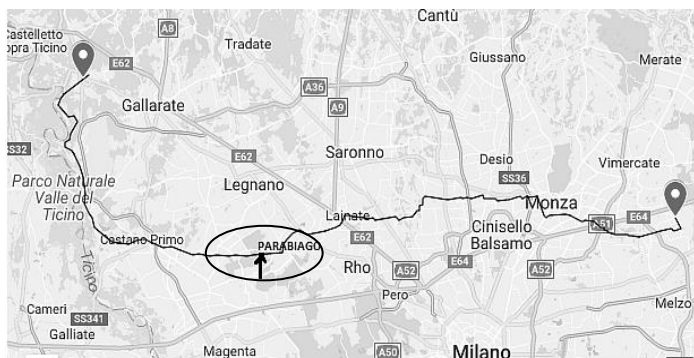 Cantù
Castelletto
opra Ticino
A8
E62
Tradate
Giussano
Merate
A36
Gallarate
A9
SS32
E62
Saronno
Desio
Vimercate
SS36
Parco Naturale
Valle del
Ticino
Legnano
Lainate
Monza
E64
A51
Castano Primo
PARABIAGO
E62
Cinisello
Balsamo
Rho
A52
E64
A52
Ticino
Pero
Melzo
Cameri
SS341
Galliate
Magenta
A50
Milano